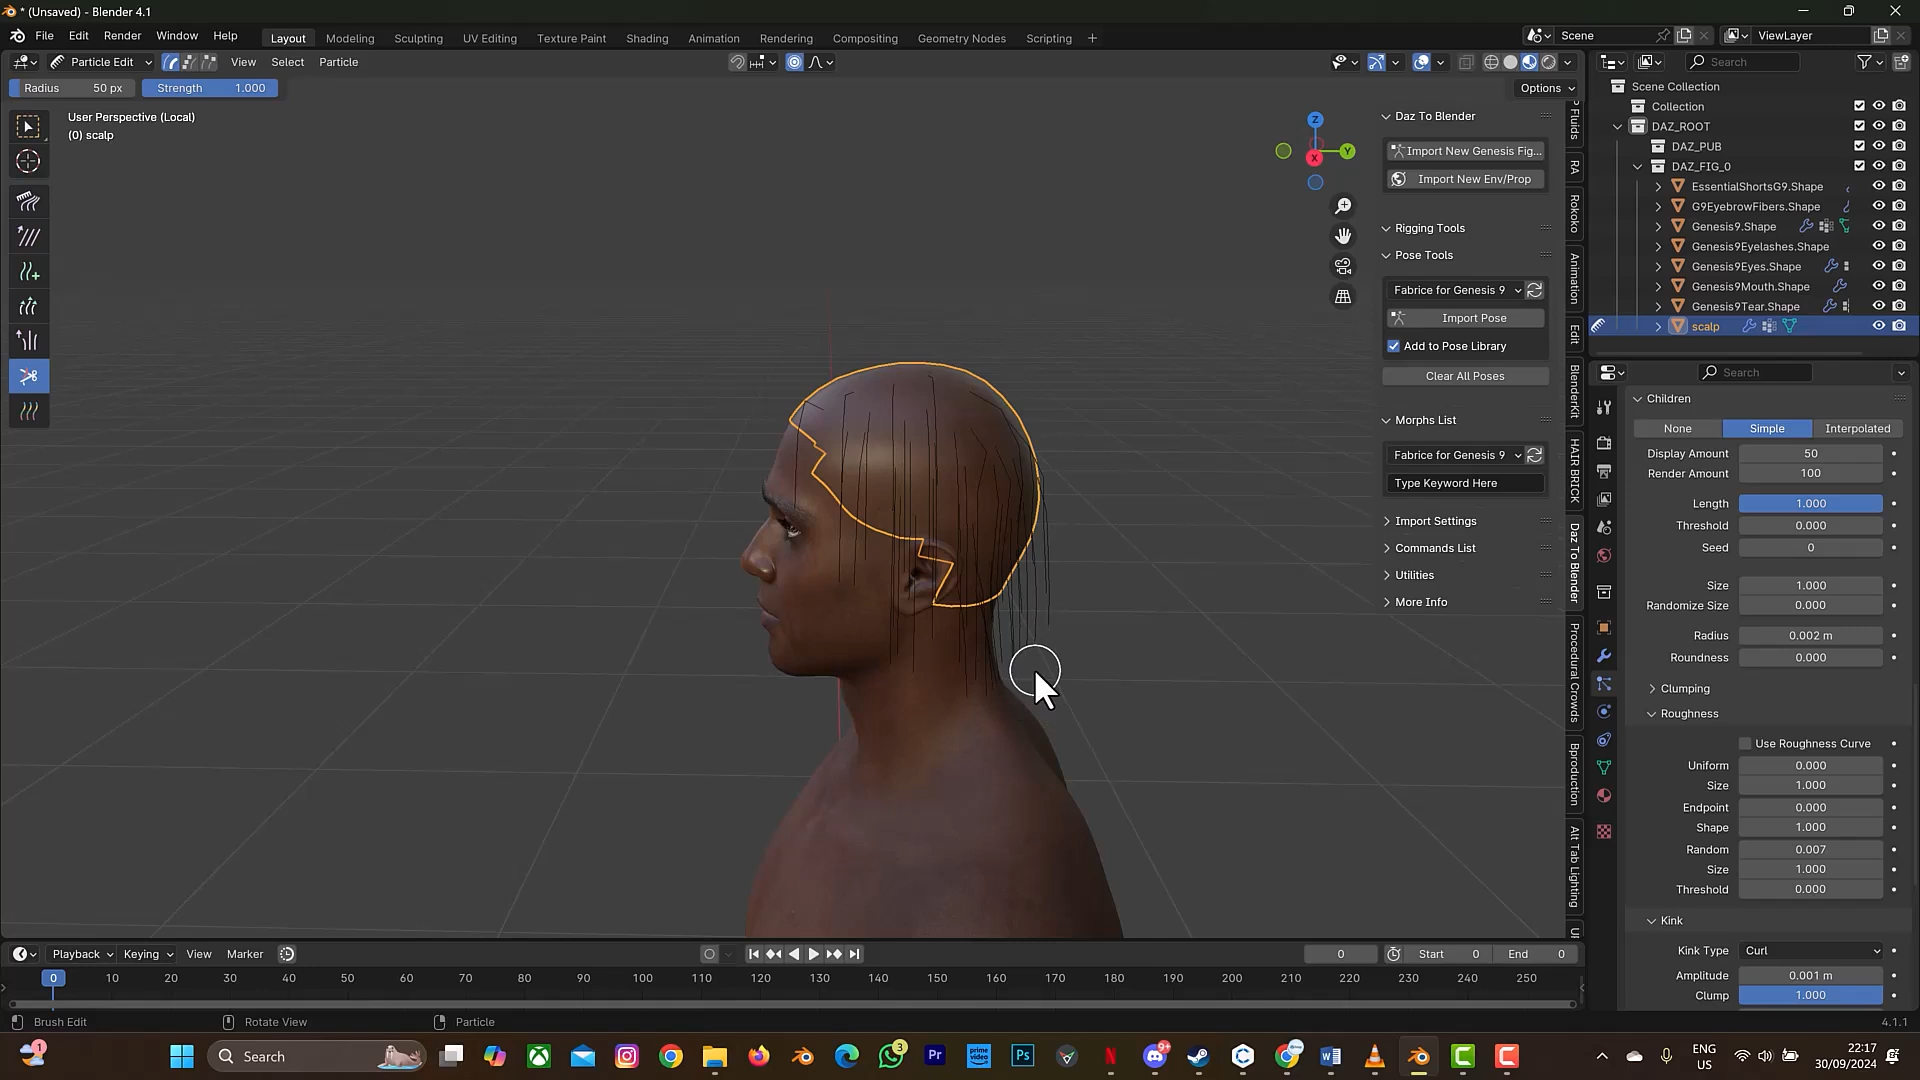 * (Unsaved) - Blender 4.1
File Edit Render Window Help
Layout Modeling Sculpting UV Editing Texture Paint Shading Animation Rendering Compositing Geometry Nodes Scripting +
Scene
ViewLayer
Particle Edit View Select Particle
Search
Radius 50 px
Strength 1.000
Options
User Perspective (Local)
(0) scalp
Z
Y
X
Daz To Blender
Import New Genesis Fig...
Import New Env/Prop
Rigging Tools
Pose Tools
Fabrice for Genesis 9
Import Pose
Add to Pose Library
Clear All Poses
Morphs List
Fabrice for Genesis 9
Type Keyword Here
Import Settings
Commands List
Utilities
More Info
Fluids
RA
Rokoko
Animation
Edit
BlenderKit
HAIR BRICK
Daz To Blender
Procedural Crowds
Bproduction
Alt Tab Lighting
Scene Collection
Collection
DAZ_ROOT
DAZ_PUB
DAZ_FIG_0
EssentialShortsG9.Shape
G9EyebrowFibers.Shape
Genesis9.Shape
Genesis9Eyelashes.Shape
Genesis9Eyes.Shape
Genesis9Mouth.Shape
Genesis9Tear.Shape
scalp
Search
Children
None Simple Interpolated
Display Amount 50
Render Amount 100
Length 1.000
Threshold 0.000
Seed 0
Size 1.000
Randomize Size 0.000
Radius 0.002 m
Roundness 0.000
Clumping
Roughness
Use Roughness Curve
Uniform 0.000
Size 1.000
Endpoint 0.000
Shape 1.000
Random 0.007
Size 1.000
Threshold 0.000
Kink
Kink Type Curl
Amplitude 0.001 m
Clump 1.000
Playback Keying View Marker
0
Start 0
End 0
0 10 20 30 40 50 60 70 80 90 100 110 120 130 140 150 160 170 180 190 200 210 220 230 240 250
Brush Edit
Rotate View
Particle
4.1.1
1
Search
3
Pr
prime video
Ps
9+
ENG
US
22:17
30/09/2024